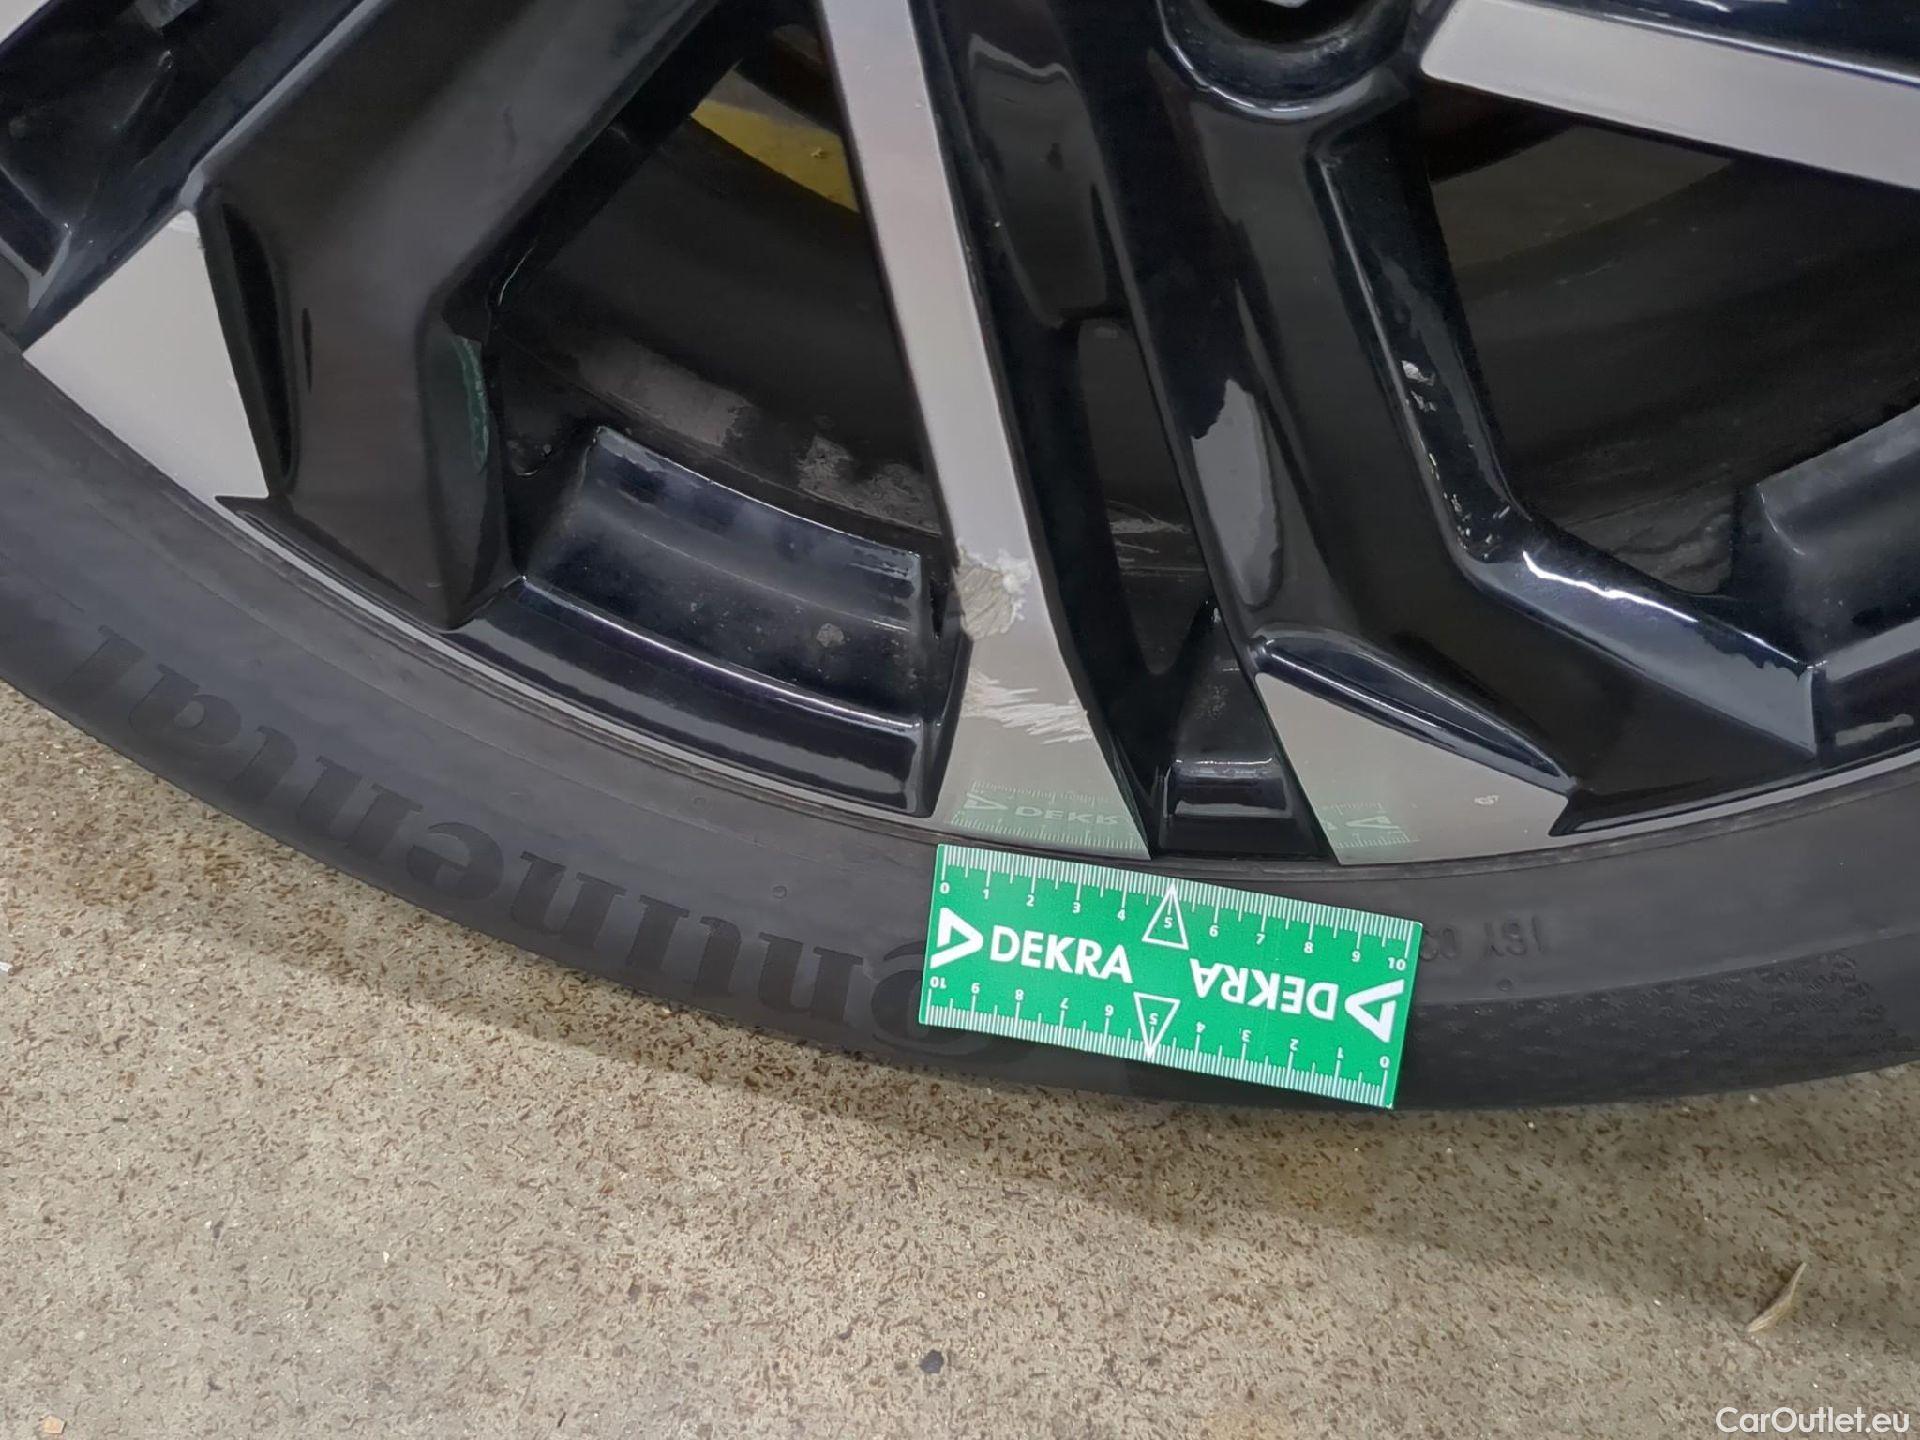 Continental
DEKR
0 1 2 3 4 5 6 7 8 9 10
DEKRA
DEKRA
10 9 8 7 6 5 4 3 2 1 0
CarOutlet.eu